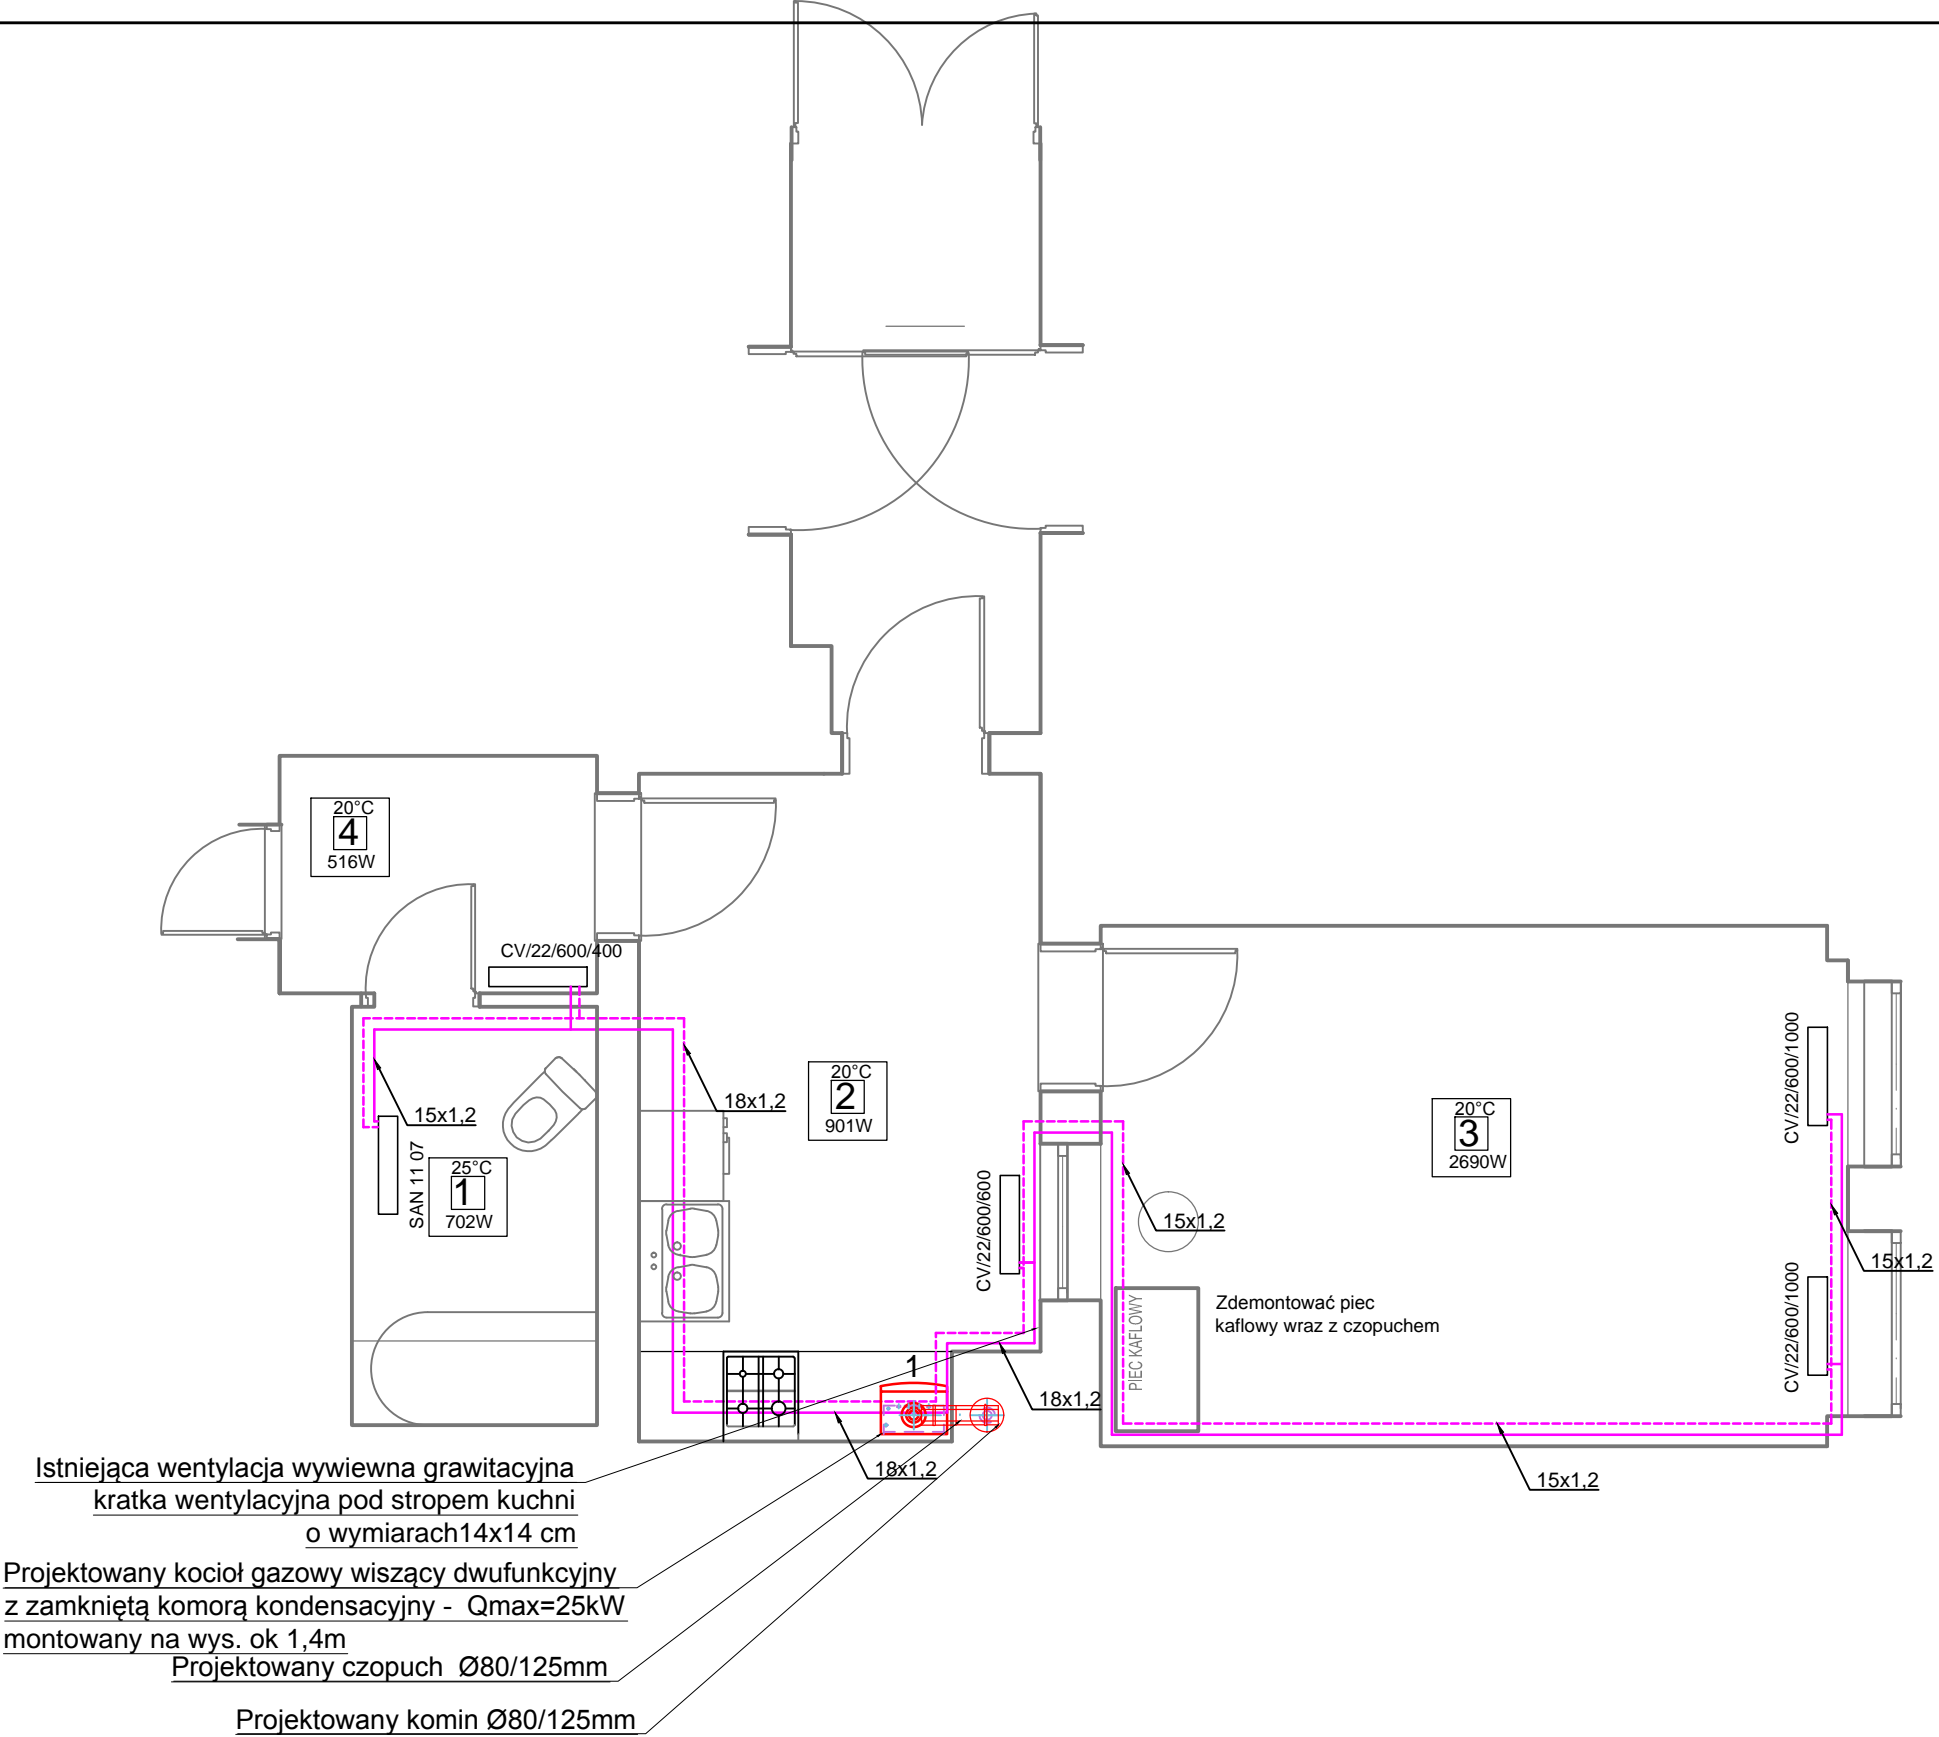 20°C
4
516W
CV/22/600/400
15x1,2
SAN 11 07
25°C
1
702W
18x1,2
20°C
2
901W
CV/22/600/600
20°C
3
2690W
CV/22/600/1000
15x1,2
15x1,2
CV/22/600/1000
PIEC KAFLOWY
Zdemontować piec
kaflowy wraz z czopuchem
1
18x1,2
18x1,2
15x1,2
Istniejąca wentylacja wywiewna grawitacyjna
kratka wentylacyjna pod stropem kuchni
o wymiarach14x14 cm
Projektowany kocioł gazowy wiszący dwufunkcyjny
z zamkniętą komorą kondensacyjny - Qmax=25kW
montowany na wys. ok 1,4m
Projektowany czopuch Ø80/125mm
Projektowany komin Ø80/125mm